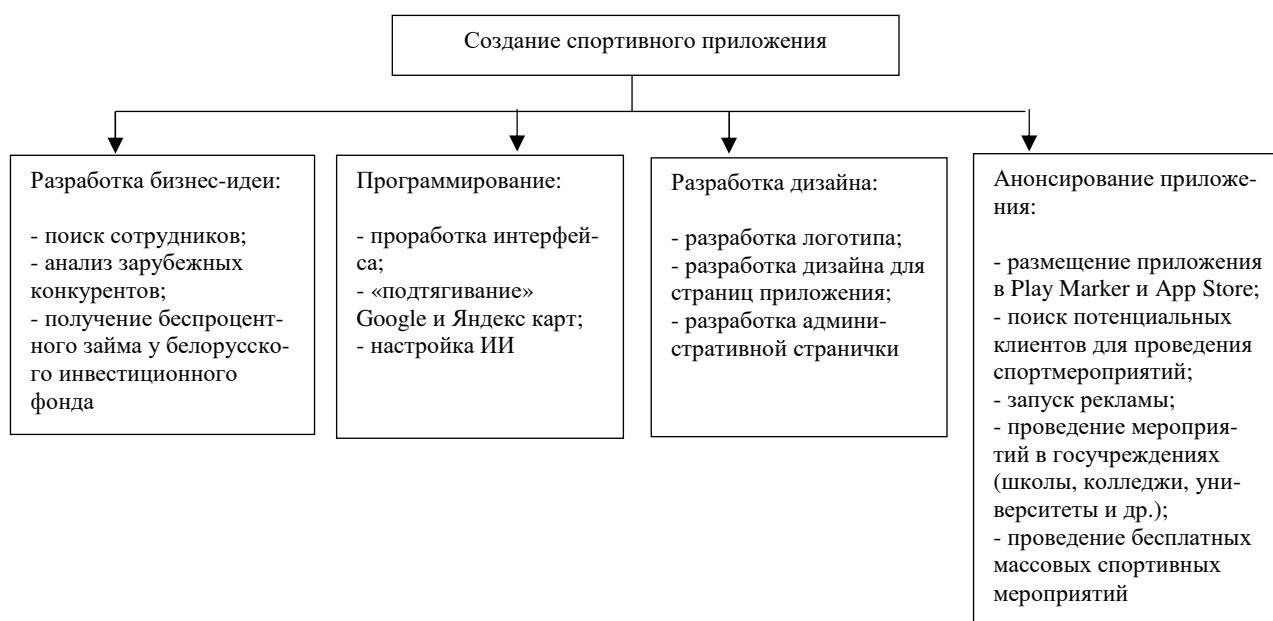 Создание спортивного приложения
Разработка бизнес-идеи:
- поиск сотрудников;
- анализ зарубежных
конкурентов;
- получение беспроцент-
ного займа у белорусско-
го инвестиционного
фонда
Программирование:
- проработка интерфей-
са;
- «подтягивание»
Google и Яндекс карт;
- настройка ИИ
Разработка дизайна:
- разработка логотипа;
- разработка дизайна для
страниц приложения;
- разработка админи-
стративной странички
Анонсирование приложе-
ния:
- размещение приложения
в Play Marker и App Store;
- поиск потенциальных
клиентов для проведения
спортмероприятий;
- запуск рекламы;
- проведение мероприя-
тий в госучреждениях
(школы, колледжи, уни-
верситеты и др.);
- проведение бесплатных
массовых спортивных
мероприятий